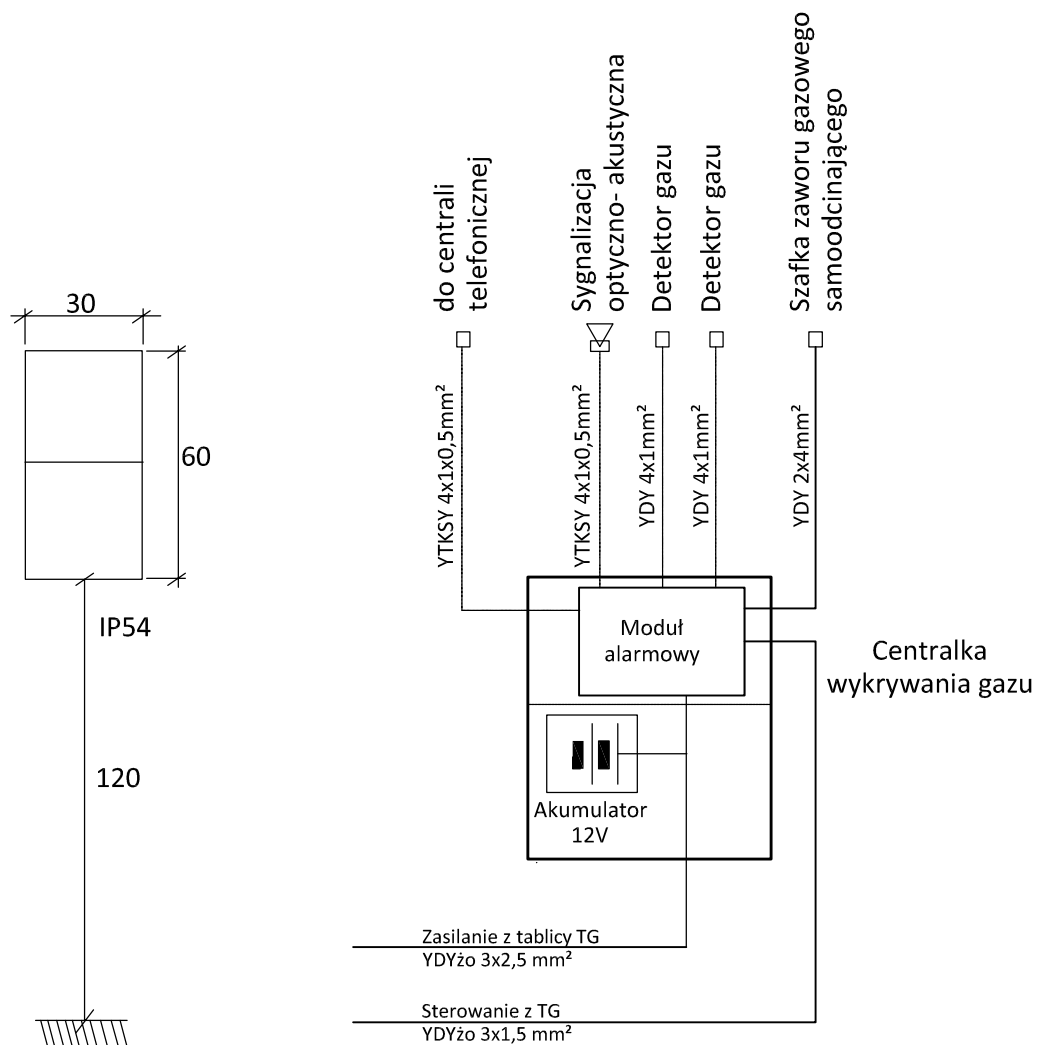 30
60
IP54
120
do centrali
telefonicznej
Sygnalizacja
optyczno- akustyczna
Detektor gazu
Detektor gazu
Szafka zaworu gazowego
samoodcinającego
YTKSY 4x1x0,5mm²
YTKSY 4x1x0,5mm²
YDY 4x1mm²
YDY 4x1mm²
YDY 2x4mm²
Moduł
alarmowy
Centralka
wykrywania gazu
Akumulator
12V
Zasilanie z tablicy TG
YDYżo 3x2,5 mm²
Sterowanie z TG
YDYżo 3x1,5 mm²